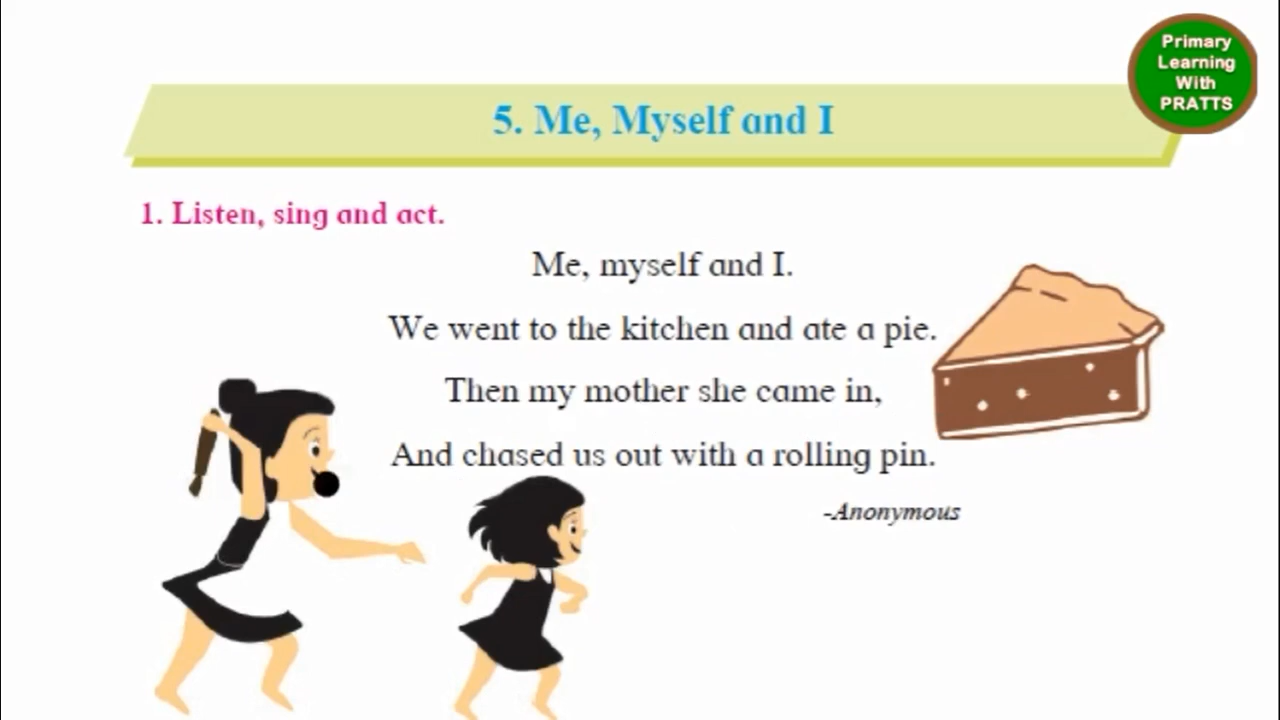 Primary
Learning
With
PRATTS
5. Me, Myself and I
1. Listen, sing and act.
Me, myself and I.
We went to the kitchen and ate a pie.
Then my mother she came in,
And chased us out with a rolling pin.
-Anonymous